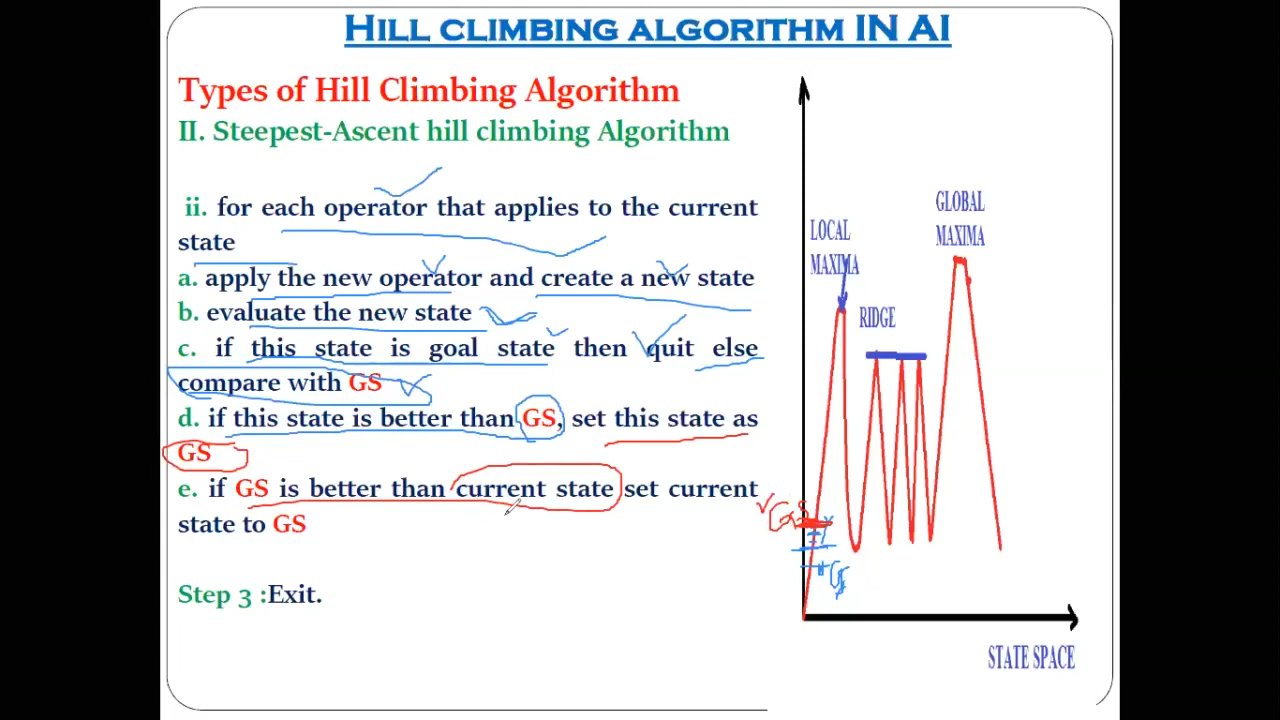 HILL CLIMBING ALGORITHM IN AI
Types of Hill Climbing Algorithm
II. Steepest-Ascent hill climbing Algorithm
ii. for each operator that applies to the current
state
a. apply the new operator and create a new state
b. evaluate the new state
c. if this state is goal state then quit else
compare with GS
d. if this state is better than GS, set this state as
GS
e. if GS is better than current state set current
state to GS
Step 3 :Exit.
LOCAL
MAXIMA
RIDGE
GLOBAL
MAXIMA
STATE SPACE